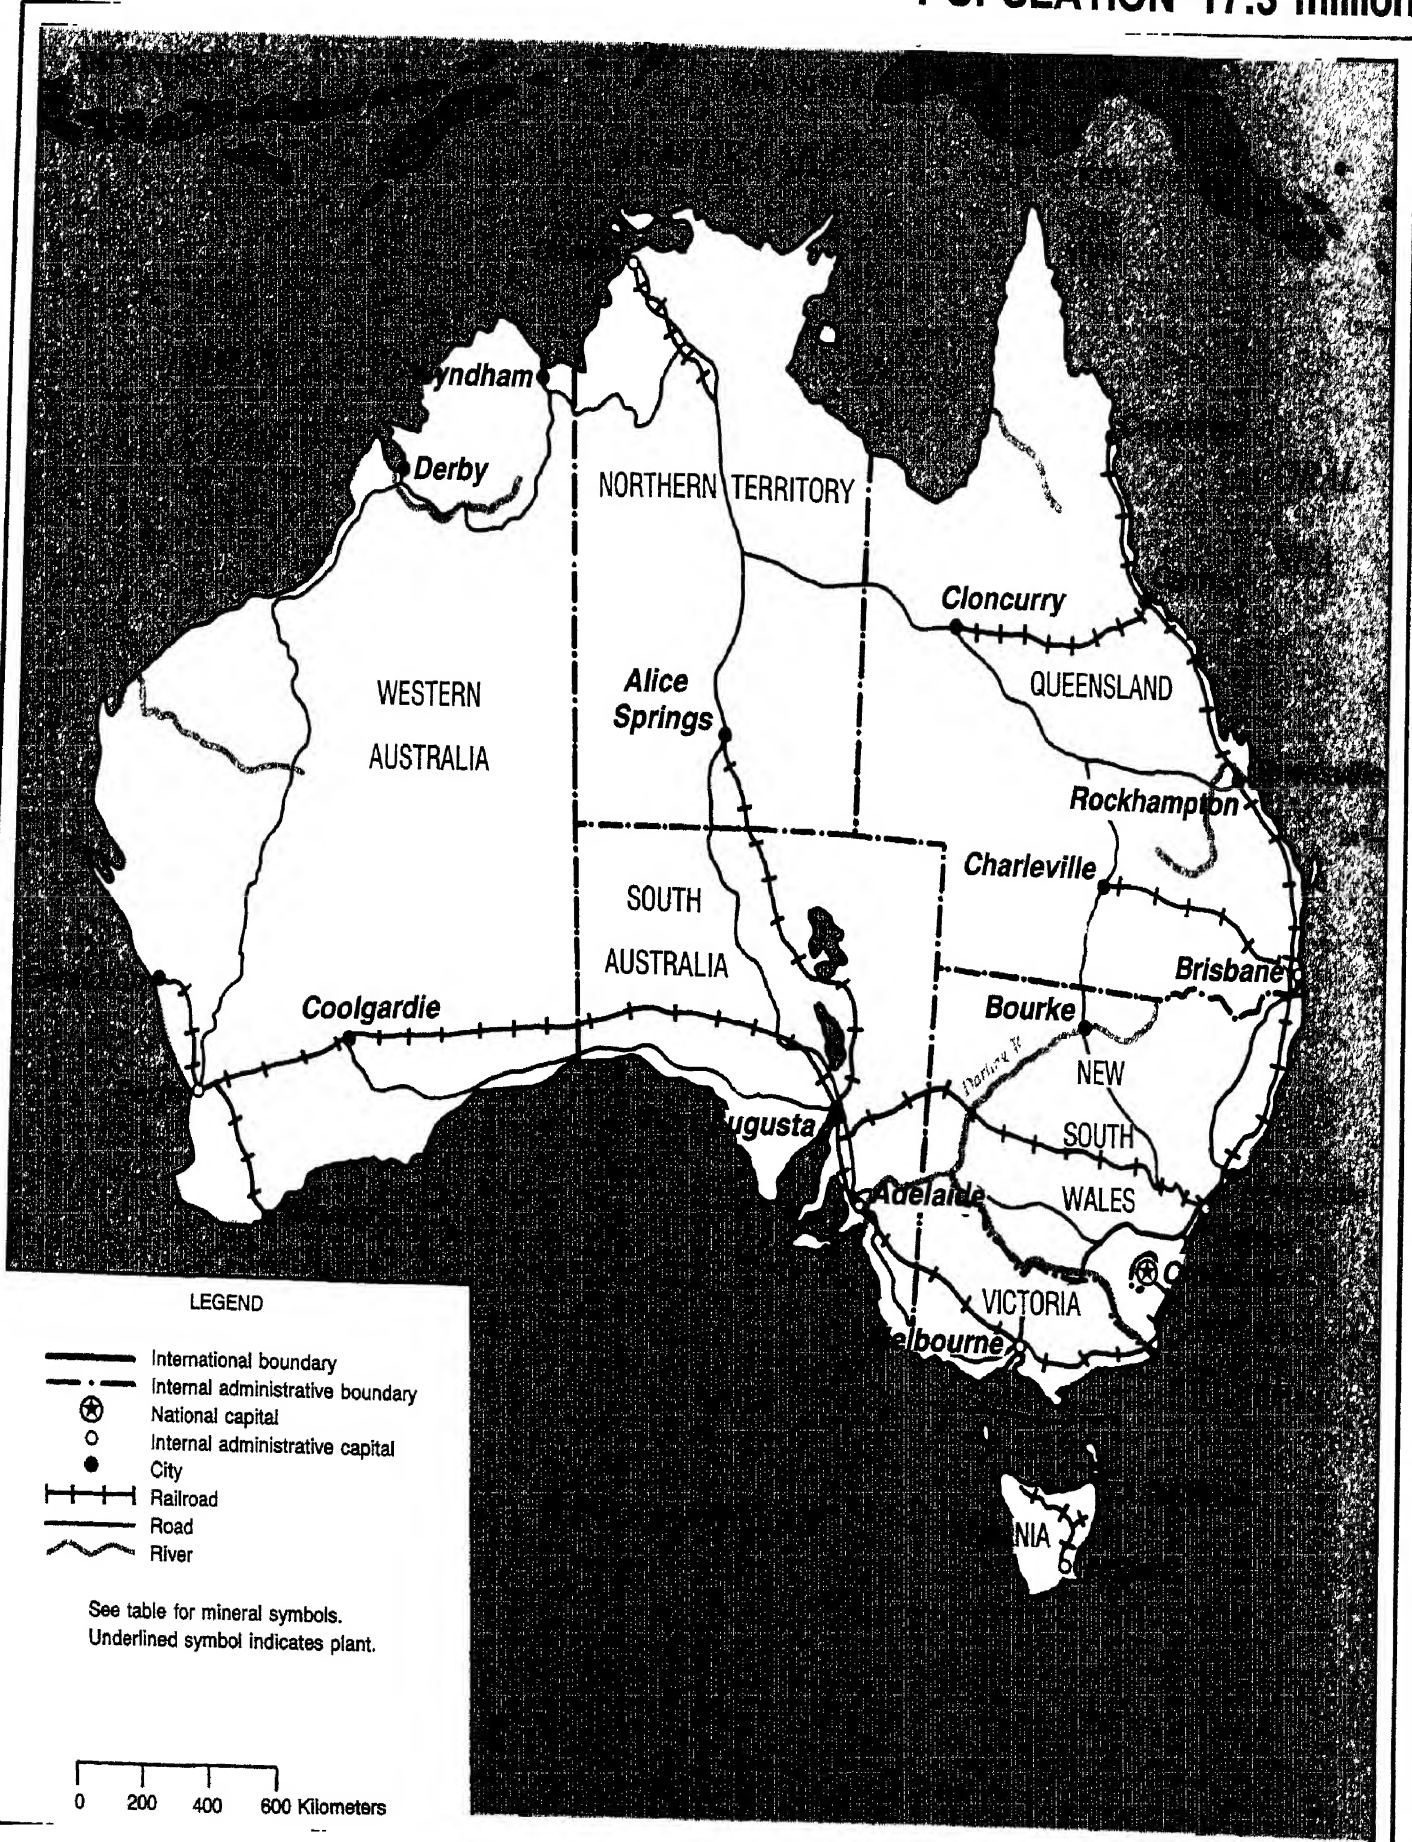 POPULATION 17.3 million
yndham
Derby
NORTHERN TERRITORY
Cloncurry
QUEENSLAND
WESTERN
AUSTRALIA
Alice
Springs
Rockhampton
Charleville
SOUTH
AUSTRALIA
Brisbane
Coolgardie
Bourke
Darling R
NEW
SOUTH
WALES
ugusta
Adelaide
C
VICTORIA
elbourne
NIA
LEGEND
International boundary
Internal administrative boundary
National capital
Internal administrative capital
City
Railroad
Road
River
See table for mineral symbols.
Underlined symbol indicates plant.
0 200 400 600 Kilometers